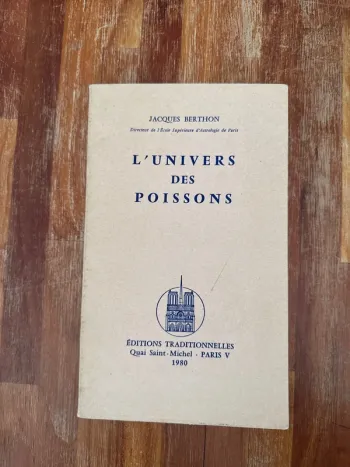 JACQUES BERTHON
Directeur de l'École Supérieure d'Astrologie de Paris
L'UNIVERS
DES
POISSONS
ÉDITIONS TRADITIONNELLES
Quai Saint-Michel - PARIS V
1980